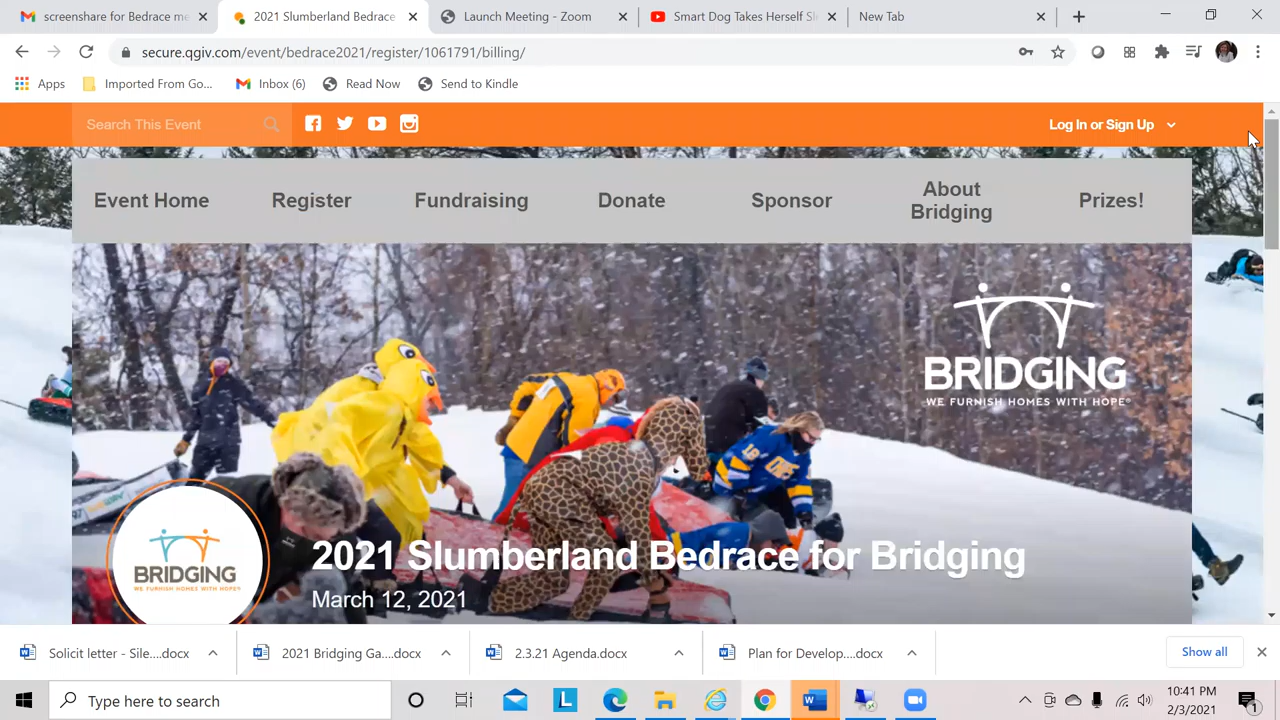 screenshare for Bedrace me
2021 Slumberland Bedrace
Launch Meeting - Zoom
Smart Dog Takes Herself Sl
New Tab
secure.qgiv.com/event/bedrace2021/register/1061791/billing/
Apps
Imported From Go...
Inbox (6)
Read Now
Send to Kindle
Search This Event
Log In or Sign Up
Event Home
Register
Fundraising
Donate
Sponsor
About
Bridging
Prizes!
BRIDGING
WE FURNISH HOMES WITH HOPE®
BRIDGING
WE FURNISH HOMES WITH HOPE®
2021 Slumberland Bedrace for Bridging
March 12, 2021
Solicit letter - Sile....docx
2021 Bridging Ga....docx
2.3.21 Agenda.docx
Plan for Develop....docx
Show all
Type here to search
L
10:41 PM
2/3/2021
1